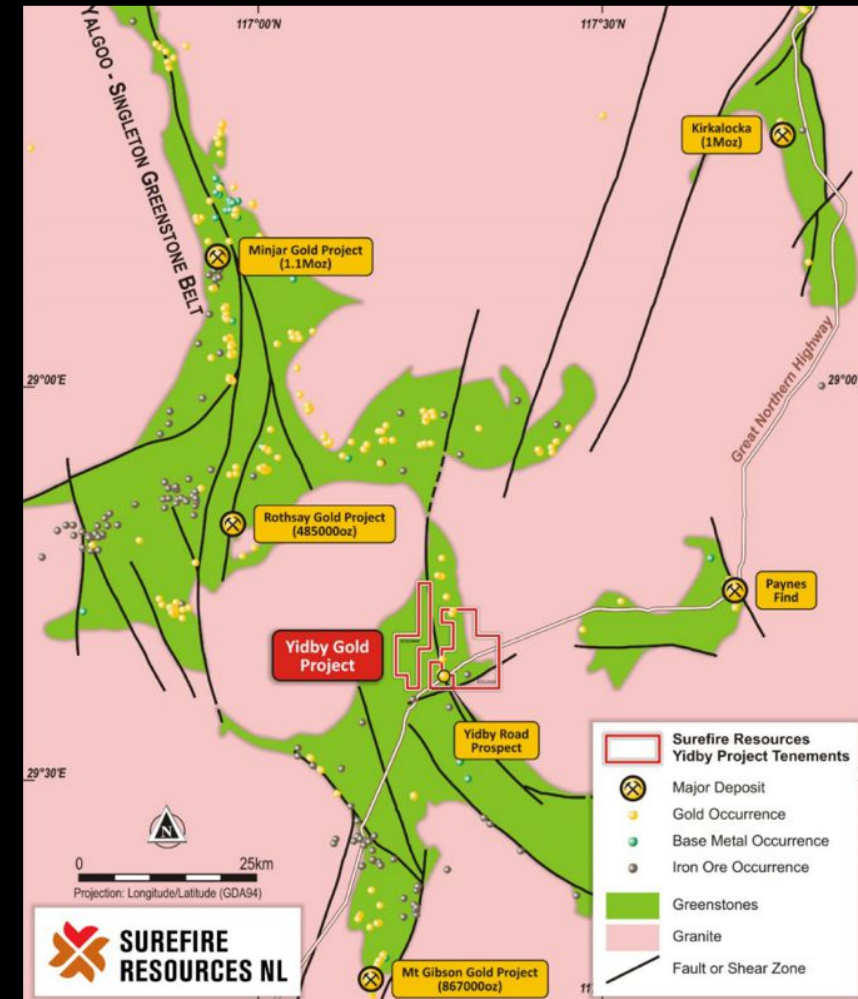 117°00'N
117°30'N
YALGOO - SINGLETON GREENSTONE BELT
Kirkalocka
(1Moz)
Minjar Gold Project
(1.1Moz)
Great Northern Highway
29°00'E
29°00
Rothsay Gold Project
(485000oz)
Paynes
Find
Yidby Gold
Project
Yidby Road
Prospect
29°30'E
N
0 25km
Projection: Longitude/Latitude (GDA94)
SUREFIRE
RESOURCES NL
Mt Gibson Gold Project
(867000oz)
117
Surefire Resources
Yidby Project Tenements
Major Deposit
Gold Occurrence
Base Metal Occurrence
Iron Ore Occurrence
Greenstones
Granite
Fault or Shear Zone